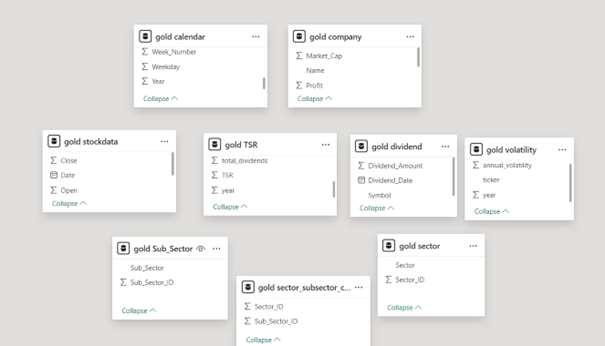 gold calendar
Week_Number
Weekday
Year
Collapse
gold company
Market_Cap
Name
Profit
Collapse
gold stockdata
Close
Date
Open
Collapse
gold TSR
total_dividends
TSR
year
Collapse
gold dividend
Dividend_Amount
Dividend_Date
Symbol
Collapse
gold volatility
annual_volatility
ticker
year
Collapse
gold Sub_Sector
Sub_Sector
Sub_Sector_ID
Collapse
gold sector_subsector_c...
Sector_ID
Sub_Sector_ID
Collapse
gold sector
Sector
Sector_ID
Collapse